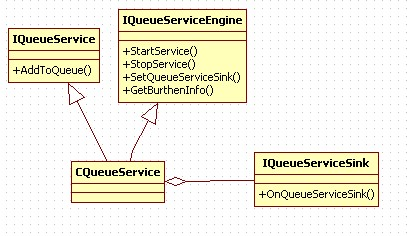 IQueueService
+AddToQueue()
IQueueServiceEngine
+StartService()
+StopService()
+SetQueueServiceSink()
+GetBurthenInfo()
CQueueService
IQueueServiceSink
+OnQueueServiceSink()